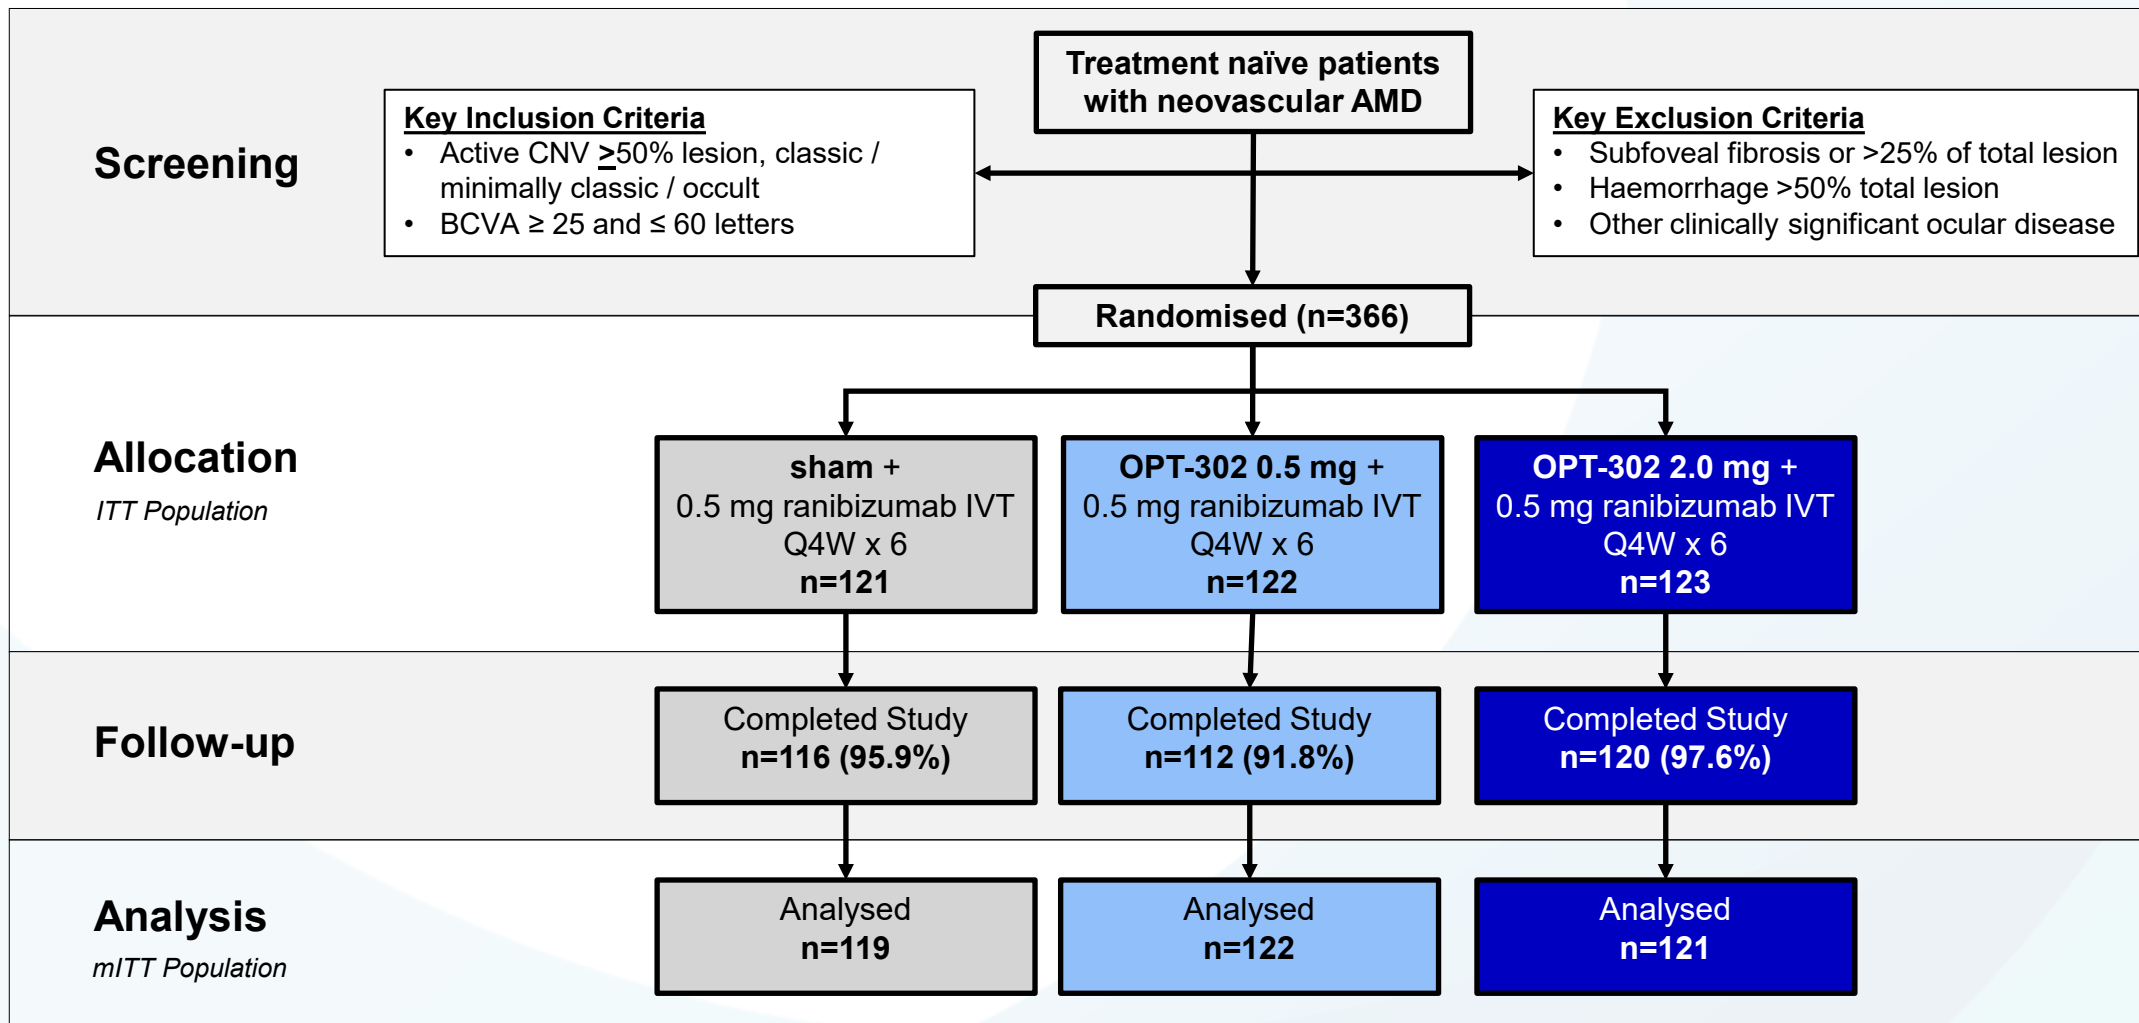 Screening
Treatment naïve patients
with neovascular AMD
Key Inclusion Criteria
• Active CNV ≥50% lesion, classic /
minimally classic / occult
• BCVA ≥ 25 and ≤ 60 letters
Key Exclusion Criteria
• Subfoveal fibrosis or >25% of total lesion
• Haemorrhage >50% total lesion
• Other clinically significant ocular disease
Randomised (n=366)
Allocation
ITT Population
sham +
0.5 mg ranibizumab IVT
Q4W x 6
n=121
OPT-302 0.5 mg +
0.5 mg ranibizumab IVT
Q4W x 6
n=122
OPT-302 2.0 mg +
0.5 mg ranibizumab IVT
Q4W x 6
n=123
Follow-up
Completed Study
n=116 (95.9%)
Completed Study
n=112 (91.8%)
Completed Study
n=120 (97.6%)
Analysis
mITT Population
Analysed
n=119
Analysed
n=122
Analysed
n=121